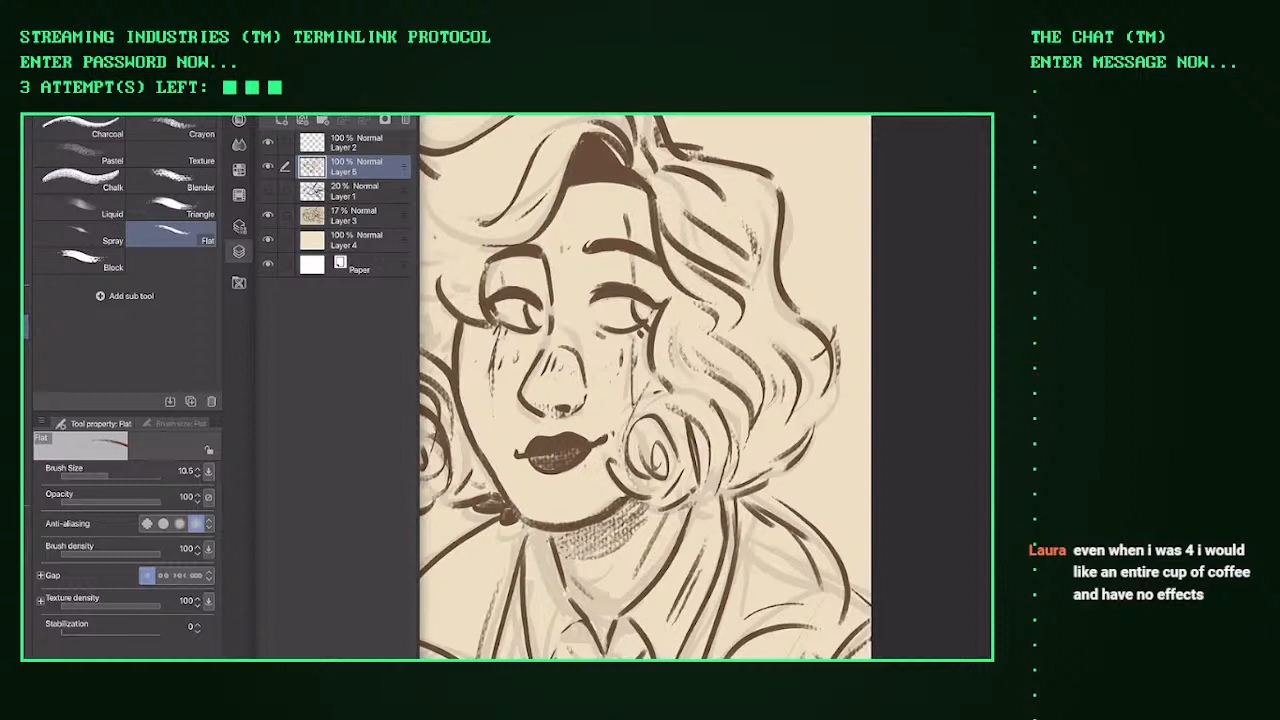 STREAMING INDUSTRIES (TM) TERMINLINK PROTOCOL
ENTER PASSWORD NOW...
3 ATTEMPT(S) LEFT:
THE CHAT (TM)
ENTER MESSAGE NOW...
Charcoal
Crayon
Pastel
Texture
Chalk
Blender
Liquid
Triangle
Spray
Flat
Block
Add sub tool
100 % Normal
Layer 2
100 % Normal
Layer 5
20 % Normal
Layer 1
17 % Normal
Layer 3
100 % Normal
Layer 4
Paper
Tool property: Flat
Brush size: Flat
Flat
Brush Size 10.5
Opacity 100
Anti-aliasing
Brush density 100
Gap
Texture density 100
Stabilization 0
Laura even when i was 4 i would
like an entire cup of coffee
and have no effects